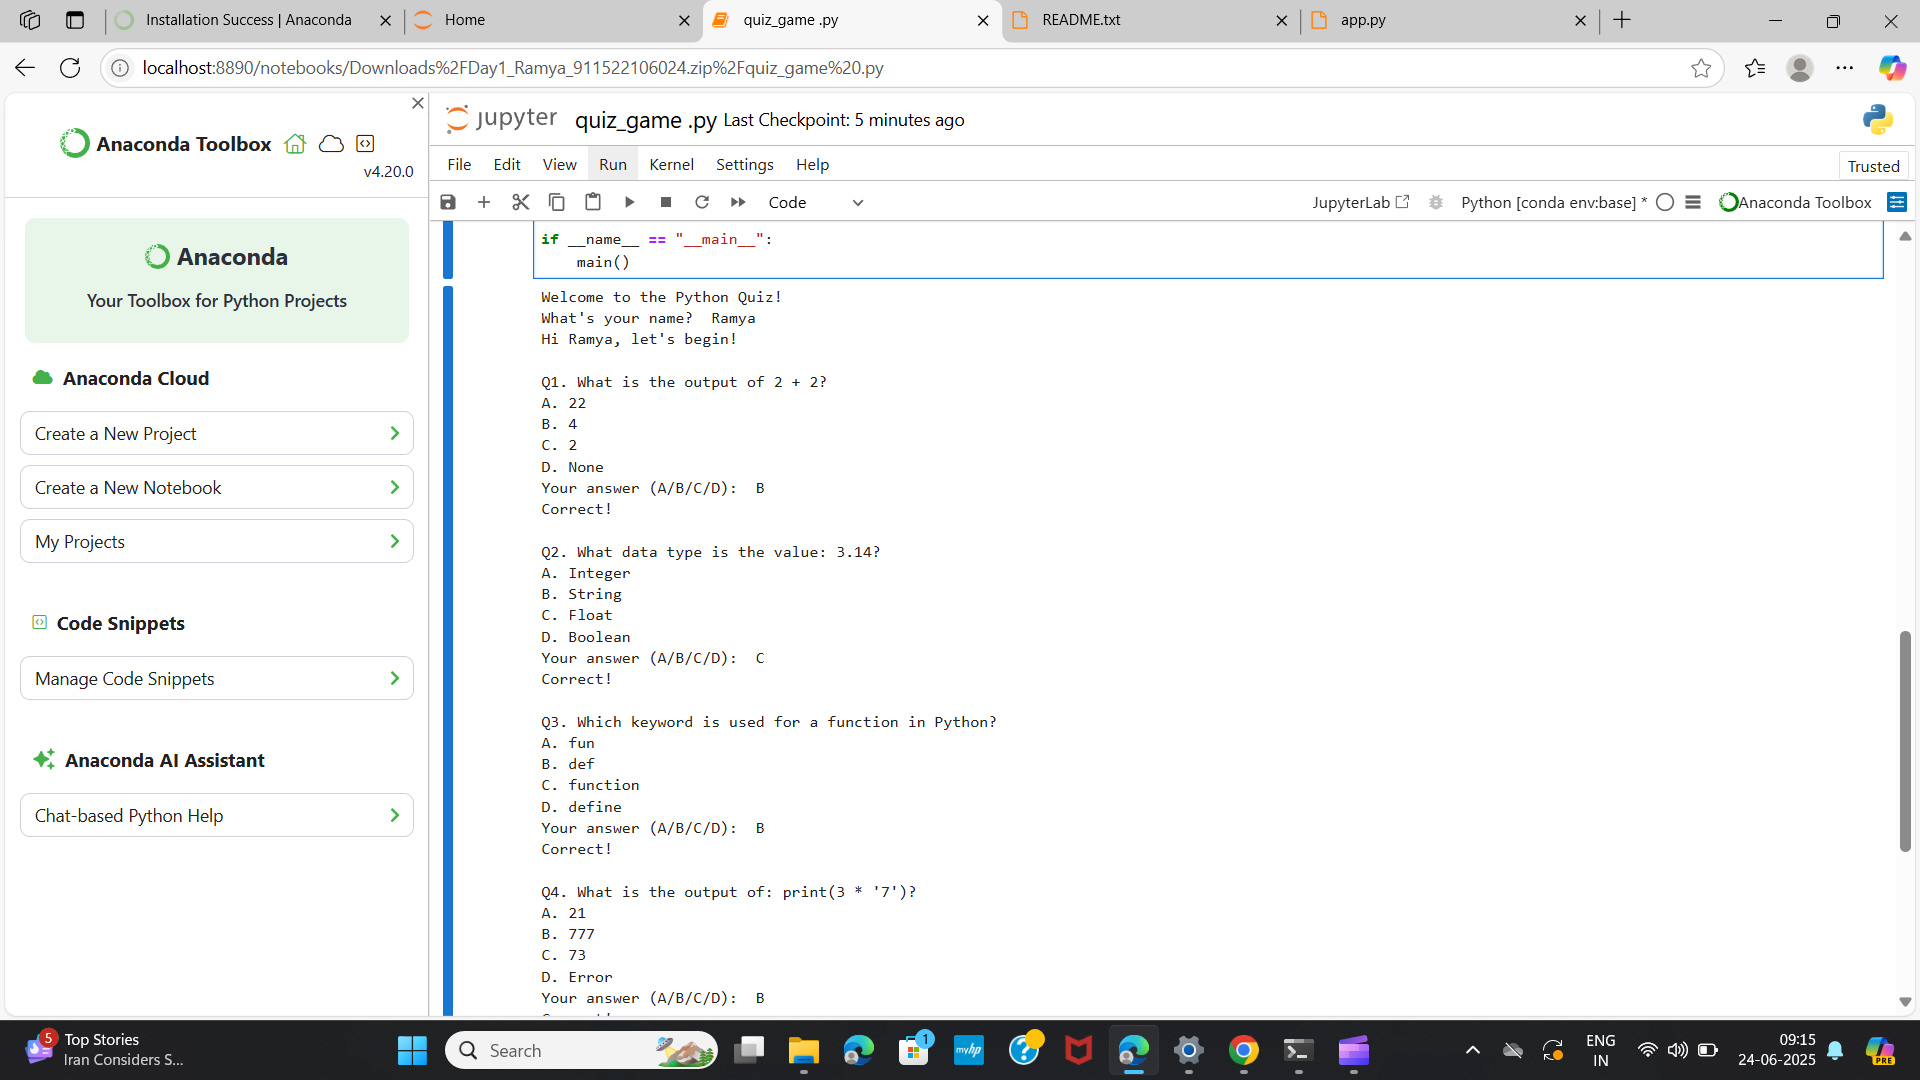 Installation Success | Anaconda
Home
quiz_game .py
README.txt
app.py
localhost:8890/notebooks/Downloads%2FDay1_Ramya_911522106024.zip%2Fquiz_game%20.py
Anaconda Toolbox
v4.20.0
Anaconda
Your Toolbox for Python Projects
Anaconda Cloud
Create a New Project
Create a New Notebook
My Projects
Code Snippets
Manage Code Snippets
Anaconda AI Assistant
Chat-based Python Help
jupyter quiz_game .py Last Checkpoint: 5 minutes ago
File Edit View Run Kernel Settings Help
Trusted
Code
JupyterLab
Python [conda env:base] *
Anaconda Toolbox
if __name__ == "__main__":
    main()
Welcome to the Python Quiz!
What's your name?  Ramya
Hi Ramya, let's begin!
Q1. What is the output of 2 + 2?
A. 22
B. 4
C. 2
D. None
Your answer (A/B/C/D):  B
Correct!
Q2. What data type is the value: 3.14?
A. Integer
B. String
C. Float
D. Boolean
Your answer (A/B/C/D):  C
Correct!
Q3. Which keyword is used for a function in Python?
A. fun
B. def
C. function
D. define
Your answer (A/B/C/D):  B
Correct!
Q4. What is the output of: print(3 * '7')?
A. 21
B. 777
C. 73
D. Error
Your answer (A/B/C/D):  B
5
Top Stories
Iran Considers S...
Search
1
myhp
ENG
IN
09:15
24-06-2025
PRE